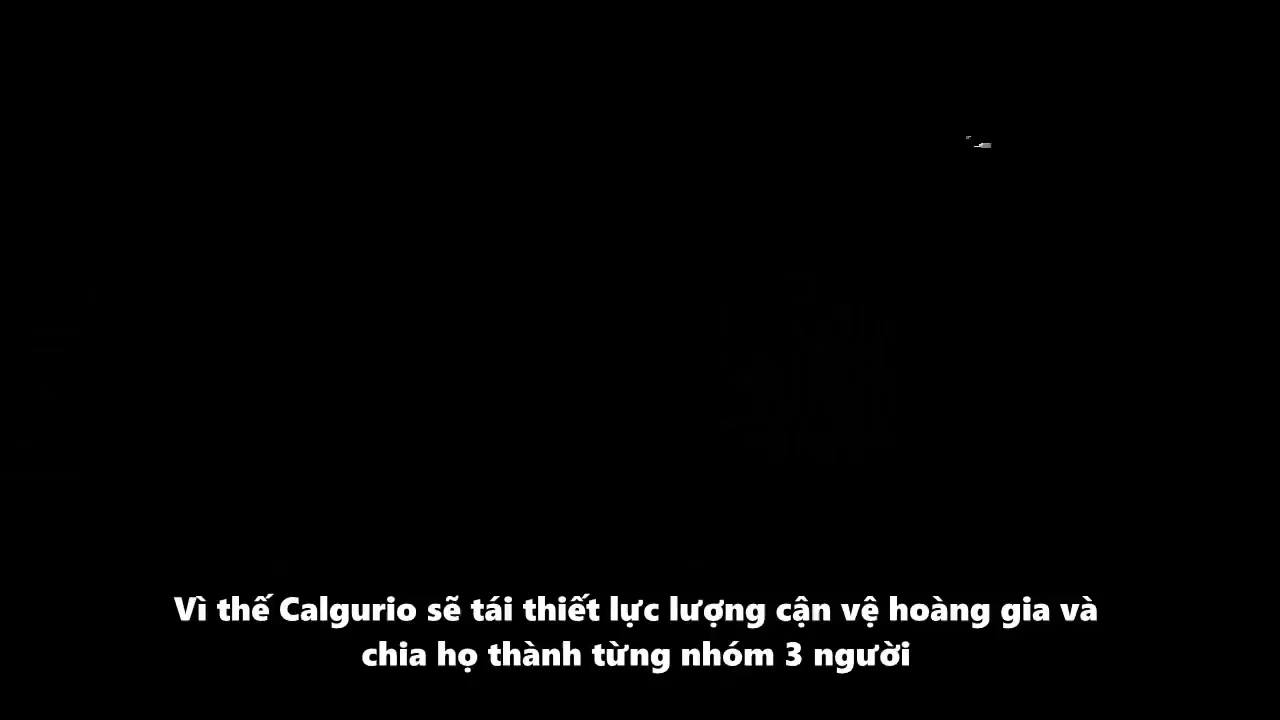 Vì thế Calgurio sẽ tái thiết lực lượng cận vệ hoàng gia và
chia họ thành từng nhóm 3 người